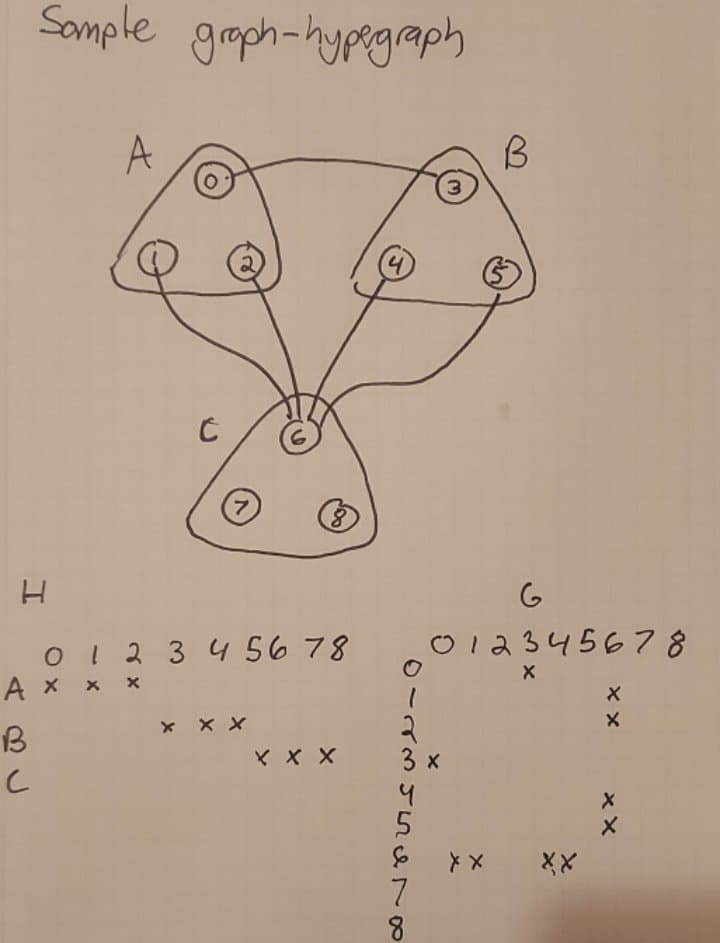 Sample graph-hypergraph
A
B
0
3
1
2
4
5
C
6
7
8
H
G
0 1 2 3 4 5 6 7 8
0 1 2 3 4 5 6 7 8
A x x x
B x x x
C x x x
0 x
1 x
2 x
3 x
4 x
5 x
6 x x x x
7
8